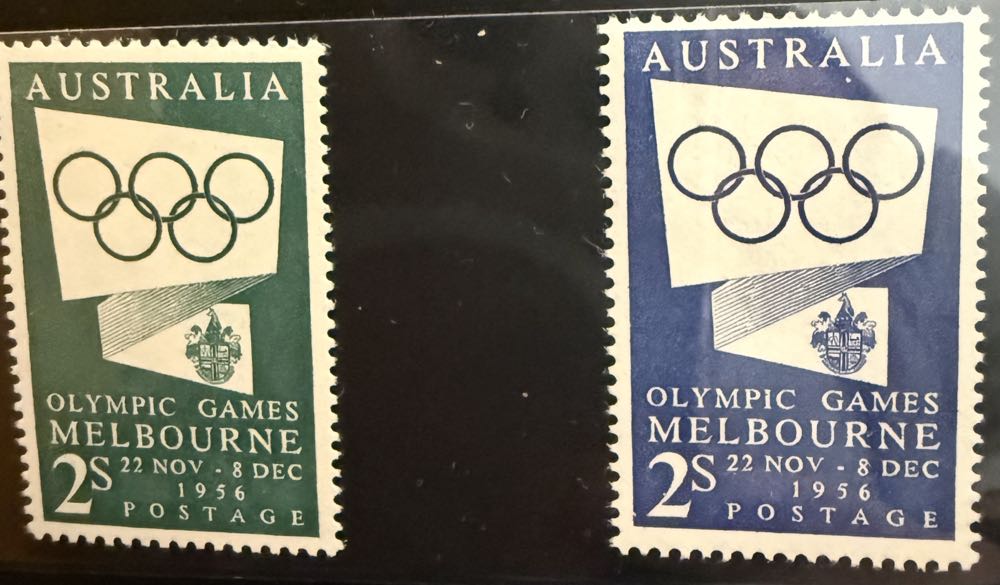 AUSTRALIA
OLYMPIC GAMES
MELBOURNE
2S 22 NOV - 8 DEC
1956
POSTAGE
AUSTRALIA
OLYMPIC GAMES
MELBOURNE
2S 22 NOV - 8 DEC
1956
POSTAGE